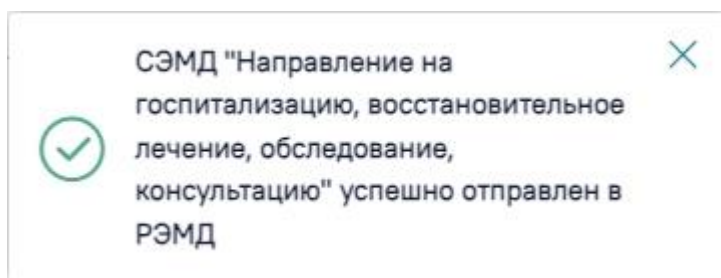 СЭМД "Направление на
госпитализацию, восстановительное
лечение, обследование,
консультацию" успешно отправлен в
РЭМД